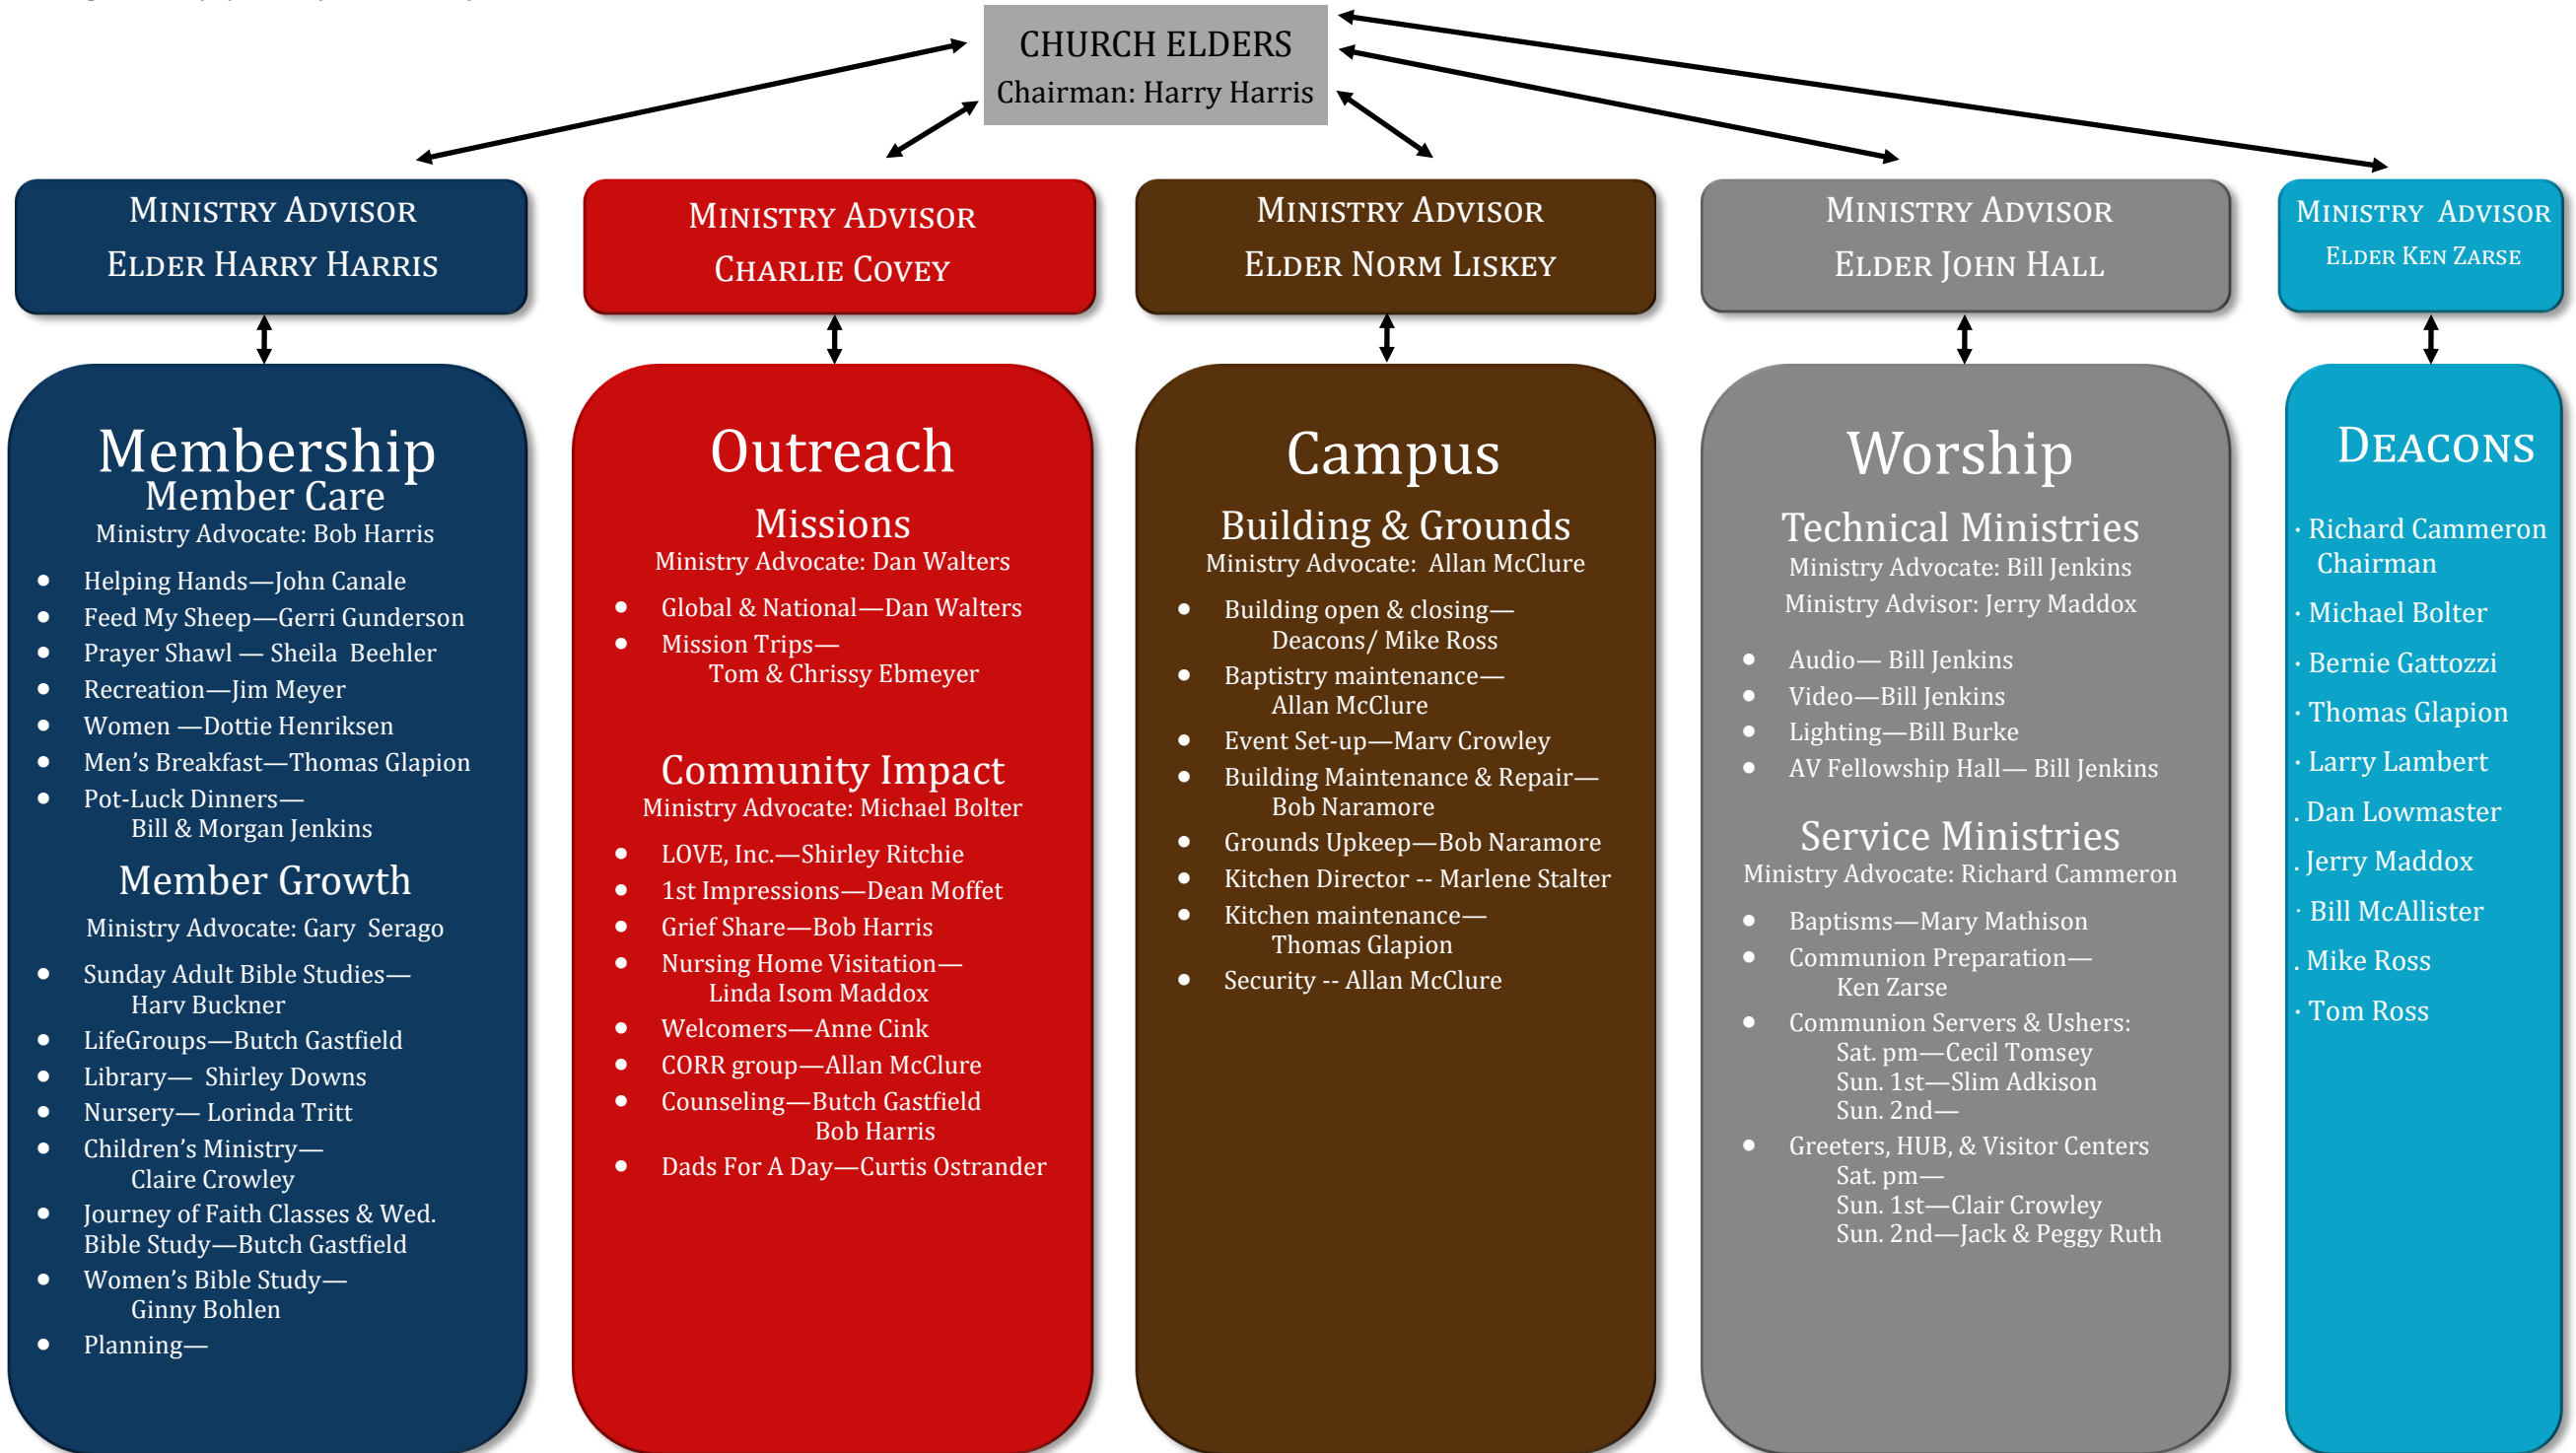 CHURCH ELDERS
Chairman: Harry Harris
MINISTRY ADVISOR
ELDER HARRY HARRIS
MINISTRY ADVISOR
CHARLIE COVEY
MINISTRY ADVISOR
ELDER NORM LISKEY
MINISTRY ADVISOR
ELDER JOHN HALL
MINISTRY ADVISOR
ELDER KEN ZARSE
Membership
Member Care
Ministry Advocate: Bob Harris
• Helping Hands—John Canale
• Feed My Sheep—Gerri Gunderson
• Prayer Shawl — Sheila Beehler
• Recreation—Jim Meyer
• Women —Dottie Henriksen
• Men’s Breakfast—Thomas Glapion
• Pot-Luck Dinners—
Bill & Morgan Jenkins
Member Growth
Ministry Advocate: Gary Serago
• Sunday Adult Bible Studies—
Harv Buckner
• LifeGroups—Butch Gastfield
• Library— Shirley Downs
• Nursery— Lorinda Tritt
• Children’s Ministry—
Claire Crowley
• Journey of Faith Classes & Wed.
Bible Study—Butch Gastfield
• Women’s Bible Study—
Ginny Bohlen
• Planning—
Outreach
Missions
Ministry Advocate: Dan Walters
• Global & National—Dan Walters
• Mission Trips—
Tom & Chrissy Ebmeyer
Community Impact
Ministry Advocate: Michael Bolter
• LOVE, Inc.—Shirley Ritchie
• 1st Impressions—Dean Moffet
• Grief Share—Bob Harris
• Nursing Home Visitation—
Linda Isom Maddox
• Welcomers—Anne Cink
• CORR group—Allan McClure
• Counseling—Butch Gastfield
Bob Harris
• Dads For A Day—Curtis Ostrander
Campus
Building & Grounds
Ministry Advocate: Allan McClure
• Building open & closing—
Deacons/ Mike Ross
• Baptistry maintenance—
Allan McClure
• Event Set-up—Marv Crowley
• Building Maintenance & Repair—
Bob Naramore
• Grounds Upkeep—Bob Naramore
• Kitchen Director -- Marlene Stalter
• Kitchen maintenance—
Thomas Glapion
• Security -- Allan McClure
Worship
Technical Ministries
Ministry Advocate: Bill Jenkins
Ministry Advisor: Jerry Maddox
• Audio— Bill Jenkins
• Video—Bill Jenkins
• Lighting—Bill Burke
• AV Fellowship Hall— Bill Jenkins
Service Ministries
Ministry Advocate: Richard Cammeron
• Baptisms—Mary Mathison
• Communion Preparation—
Ken Zarse
• Communion Servers & Ushers:
Sat. pm—Cecil Tomsey
Sun. 1st—Slim Adkison
Sun. 2nd—
• Greeters, HUB, & Visitor Centers
Sat. pm—
Sun. 1st—Clair Crowley
Sun. 2nd—Jack & Peggy Ruth
DEACONS
· Richard Cammeron
Chairman
· Michael Bolter
· Bernie Gattozzi
· Thomas Glapion
· Larry Lambert
. Dan Lowmaster
. Jerry Maddox
· Bill McAllister
. Mike Ross
· Tom Ross